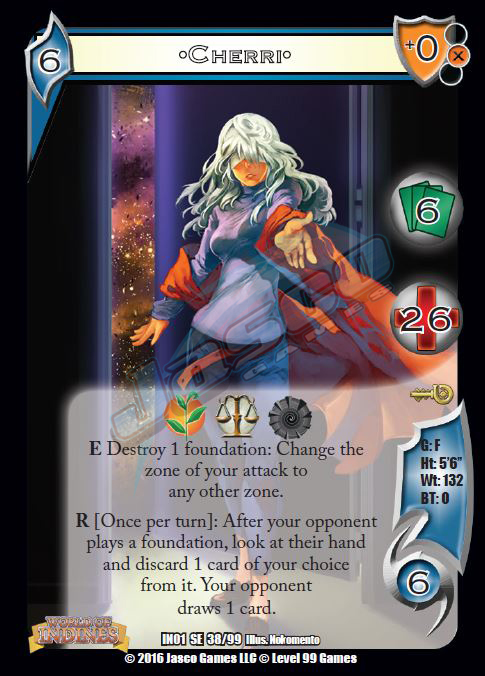 6
•CHERRI•
+0
6
26
E Destroy 1 foundation: Change the
zone of your attack to
any other zone.
R [Once per turn]: After your opponent
plays a foundation, look at their hand
and discard 1 card of your choice
from it. Your opponent
draws 1 card.
G: F
Ht: 5'6"
Wt: 132
BT: 0
6
WORLD OF
INDINES
IN01 SE 38/99 Illus. Nokomento
© 2016 Jasco Games LLC © Level 99 Games